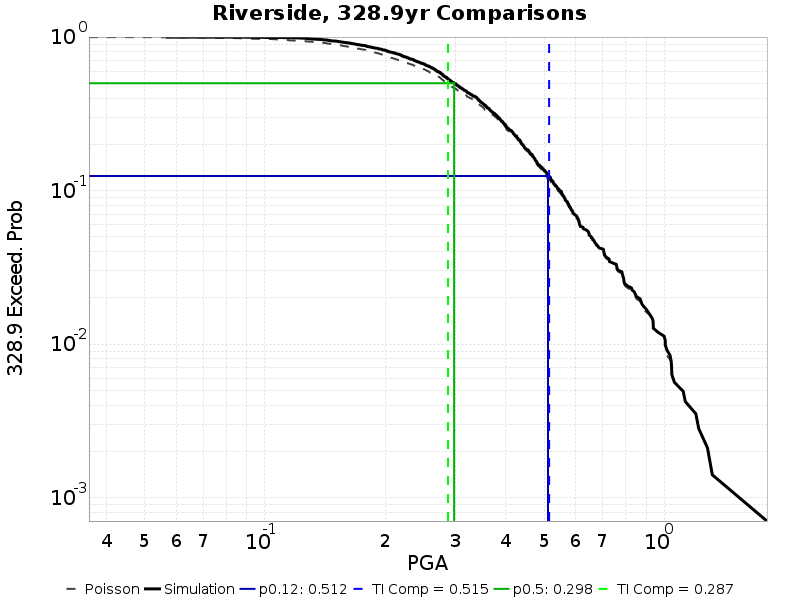 Riverside, 328.9yr Comparisons
10^0
10^-1
10^-2
10^-3
328.9 Exceed. Prob
4 5 6 7 10^-1 2 3 4 5 6 7 10^0
PGA
Poisson Simulation p0.12: 0.512 TI Comp = 0.515 p0.5: 0.298 TI Comp = 0.287